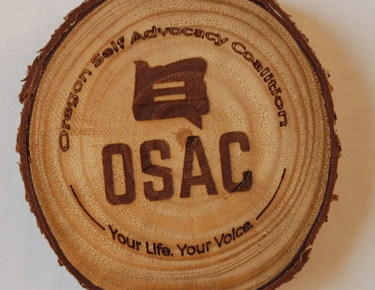 Oregon Self Advocacy Coalition
OSAC
Your Life. Your Voice.